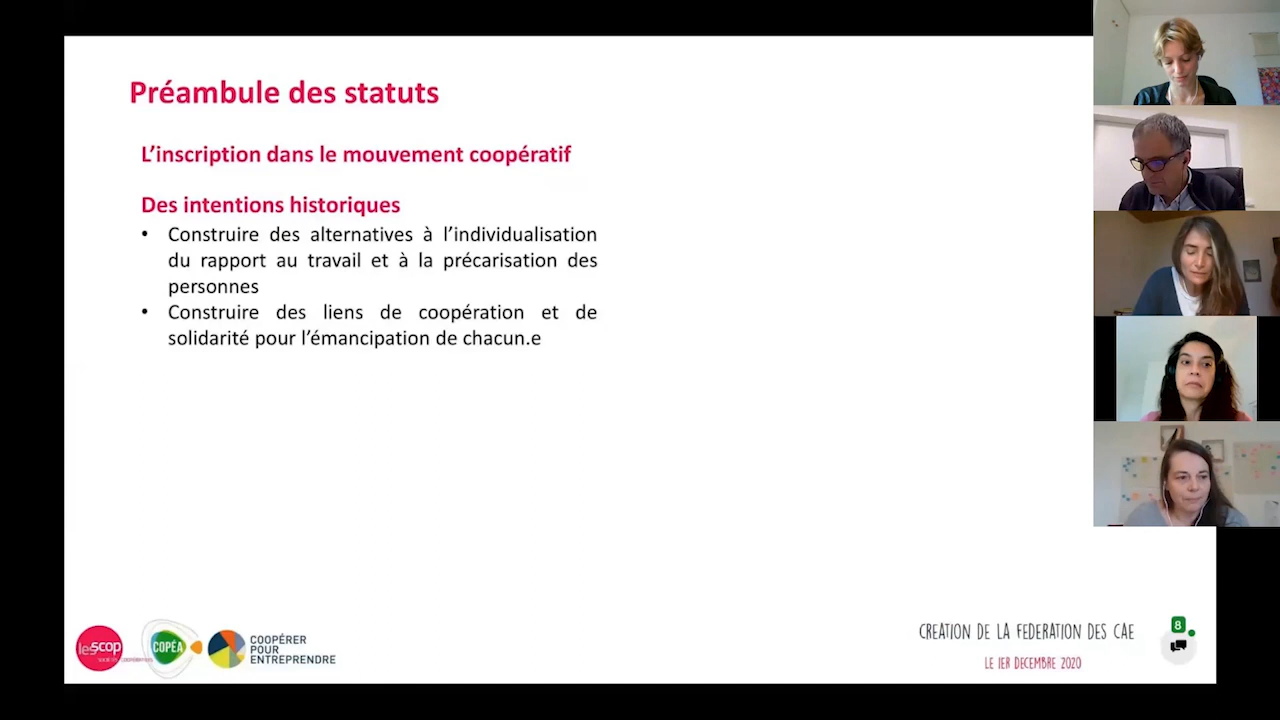 Préambule des statuts
L'inscription dans le mouvement coopératif
Des intentions historiques
• Construire des alternatives à l'individualisation
du rapport au travail et à la précarisation des
personnes
• Construire des liens de coopération et de
solidarité pour l'émancipation de chacun.e
lesscop
COPÉA
COOPÉRER
POUR
ENTREPRENDRE
CREATION DE LA FEDERATION DES CAE
LE 1ER DECEMBRE 2020
8